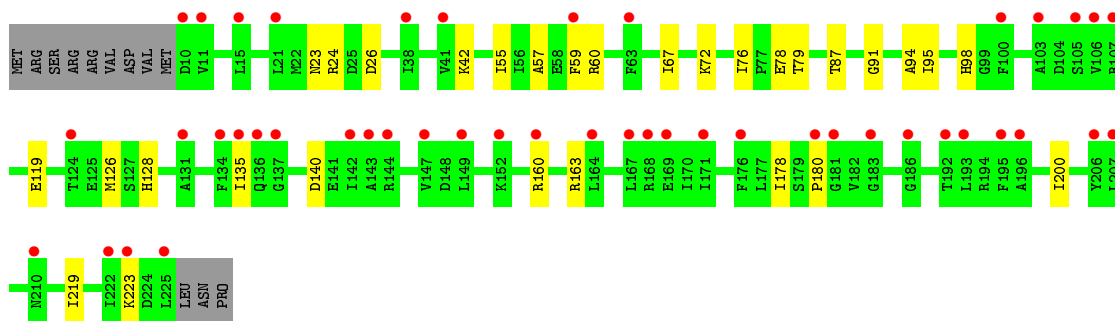 MET ARG SER ARG ARG VAL ASP VAL MET D10 V11 L15 L21 M22 N23 R24 D25 D26 I38 V41 K42 I55 I56 A57 E58 F59 R60 F63 I67 K72 I76 P77 E78 T79 T87 G91 A94 I95 H98 G99 F100 A103 D104 S105 V106
E119 T124 E125 M126 S127 H128 A131 F134 I135 Q136 G137 D140 E141 I142 A143 R144 V147 D148 L149 K152 R160 R163 L164 L167 R168 E169 I170 I171 F176 L177 I178 S179 P180 G181 V182 G183 G186 T192 L193 R194 F195 A196 I200 Y206
N210 I219 I222 K223 D224 L225 LEU ASN PRO